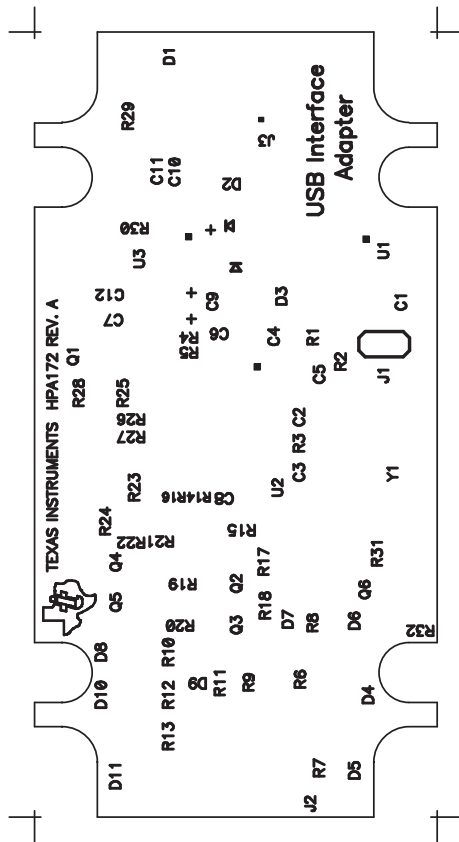 D1
R29
J3
USB Interface
Adapter
C11
C10
D2
R30
+
U3
U1
C12
+
C9
D3
C1
C7
+
R5
R4
C6
C4
R1
R2
TEXAS INSTRUMENTS HPA172 REV. A
Q1
C5
J1
R28
R25
R26
R27
C2
R3
C3
R23
R16
R14
C8
U2
Y1
R24
R22
R21
R15
Q4
R17
R31
R19
Q2
Q6
Q5
R18
R20
Q3
D7
R8
D6
R32
D8
R10
D10
R12
D9
R11
R9
R6
D4
R13
D11
R7
D5
J2